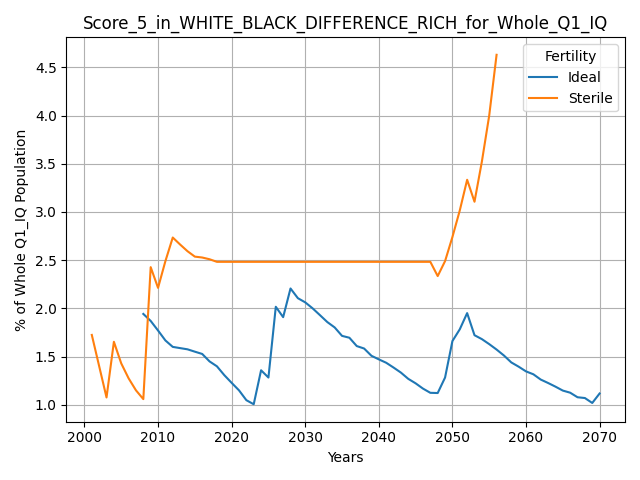 Score_5_in_WHITE_BLACK_DIFFERENCE_RICH_for_Whole_Q1_IQ
Fertility
Ideal
Sterile
4.5
4.0
3.5
3.0
2.5
2.0
1.5
1.0
% of Whole Q1_IQ Population
2000 2010 2020 2030 2040 2050 2060 2070
Years